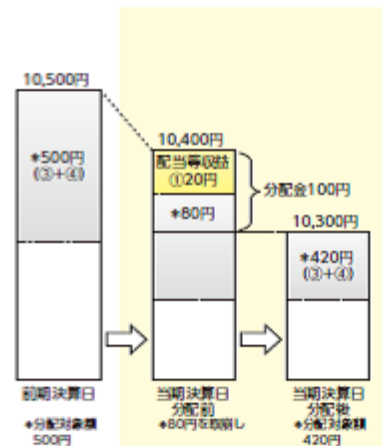 10,500円
*500円
(③+④)
10,400円
配当等収益
①20円
*80円
分配金100円
10,300円
*420円
(③+④)
前期決算日
*分配対象額
500円
当期決算日
分配前
*80円を取崩し
当期決算日
分配後
*分配対象額
420円